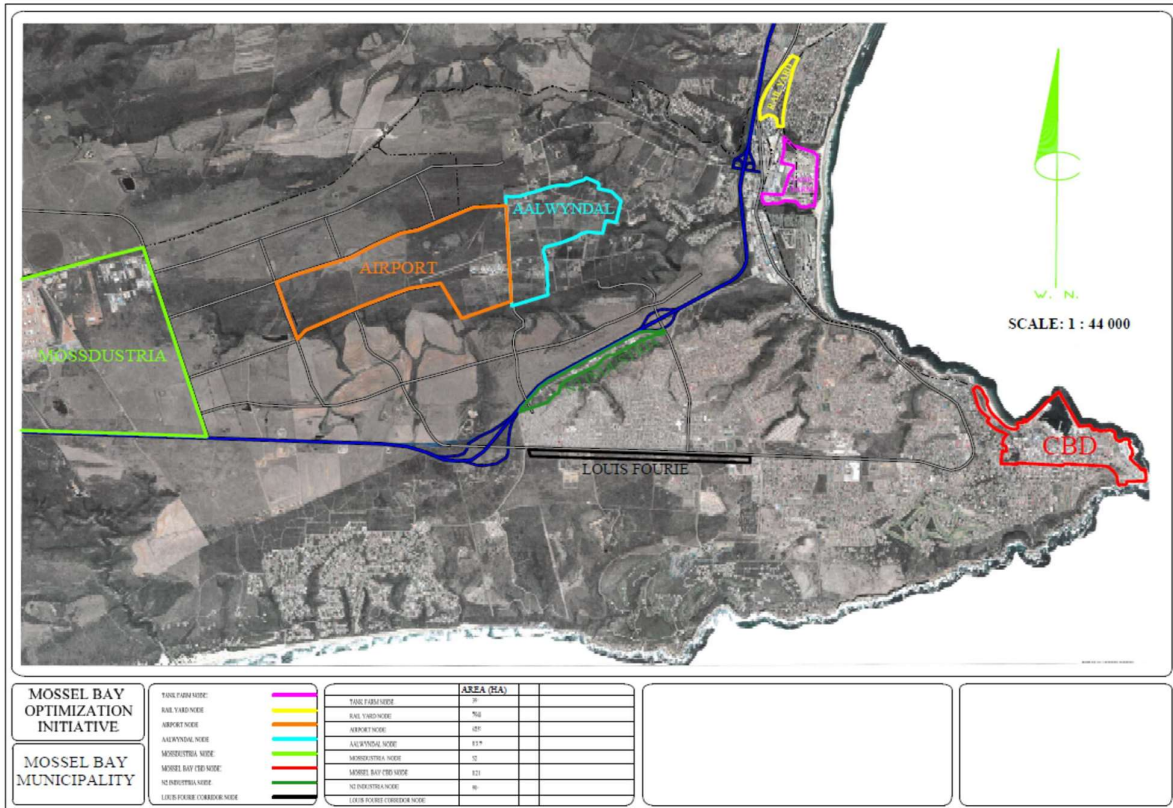 RAIL YARD
AALWYNDAL
AIRPORT
MOSSDUSTRIA
LOUIS FOURIE
CBD
W. N.
SCALE: 1 : 44 000
MOSSEL BAY
OPTIMIZATION
INITIATIVE
MOSSEL BAY
MUNICIPALITY
TANK FARM NODE
RAIL YARD NODE
AIRPORT NODE
AALWYNDAL NODE
MOSSDUSTRIA NODE
MOSSEL BAY CBD NODE
N2 INDUSTRIA NODE
LOUIS FOURIE CORRIDOR NODE
AREA (HA)
TANK FARM NODE
RAIL YARD NODE
AIRPORT NODE
AALWYNDAL NODE
MOSSDUSTRIA NODE
MOSSEL BAY CBD NODE
N2 INDUSTRIA NODE
LOUIS FOURIE CORRIDOR NODE